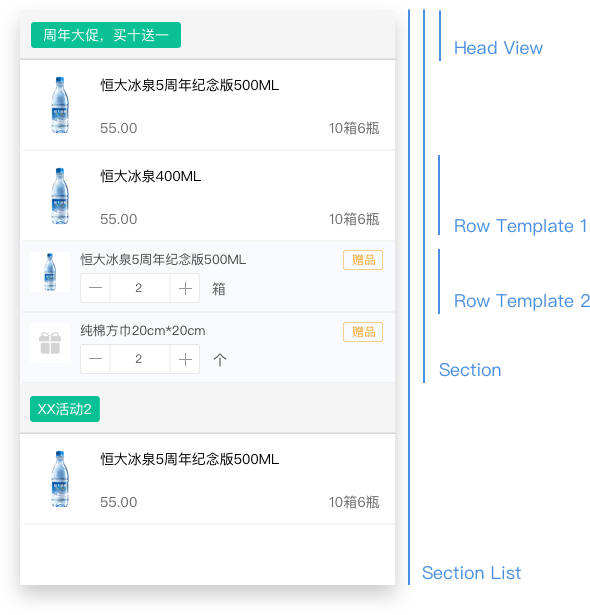 周年大促，买十送一
Head View
恒大冰泉5周年纪念版500ML
55.00
10箱6瓶
恒大冰泉400ML
55.00
10箱6瓶
Row Template 1
恒大冰泉5周年纪念版500ML
赠品
2
箱
Row Template 2
纯棉方巾20cm*20cm
赠品
2
个
Section
XX活动2
恒大冰泉5周年纪念版500ML
55.00
10箱6瓶
Section List